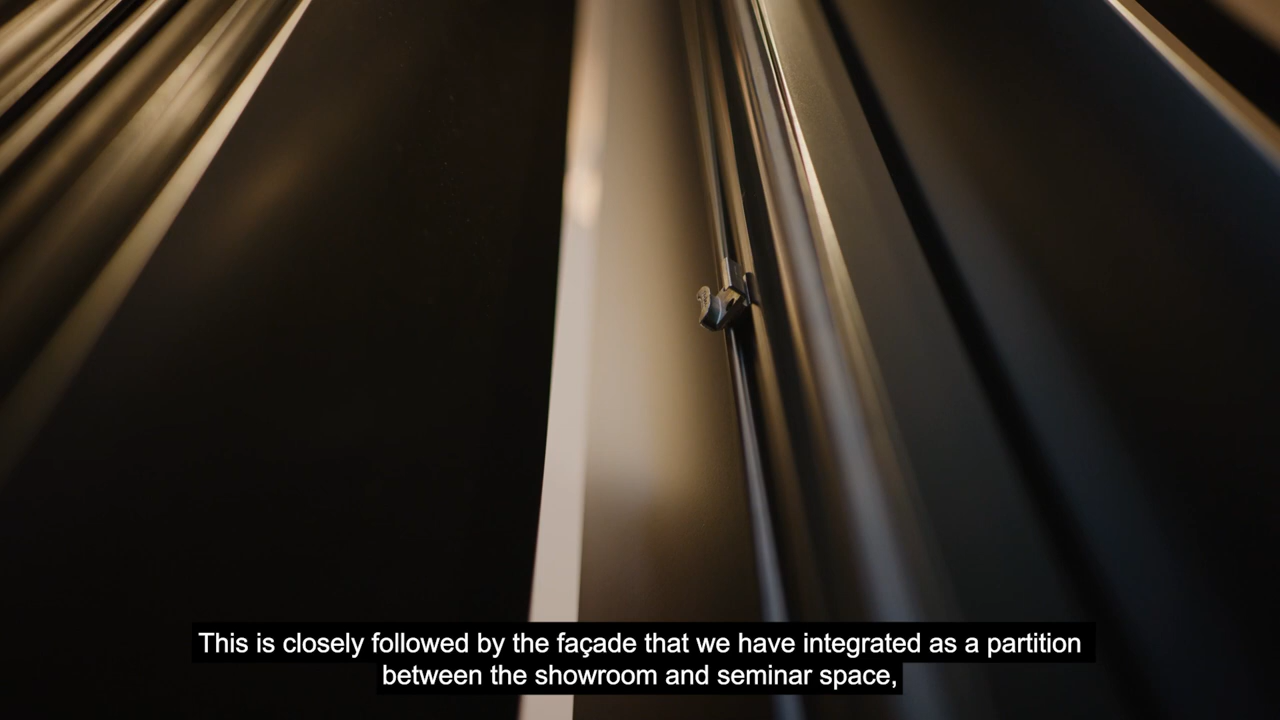 This is closely followed by the façade that we have integrated as a partition
between the showroom and seminar space,